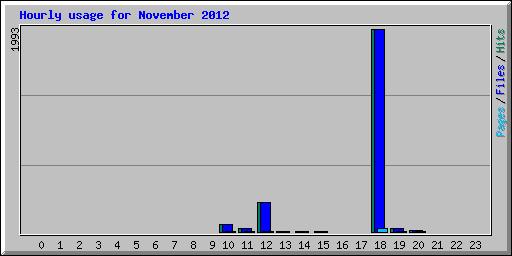 Hourly usage for November 2012
1993
Pages/Files/Hits
0 1 2 3 4 5 6 7 8 9 10 11 12 13 14 15 16 17 18 19 20 21 22 23